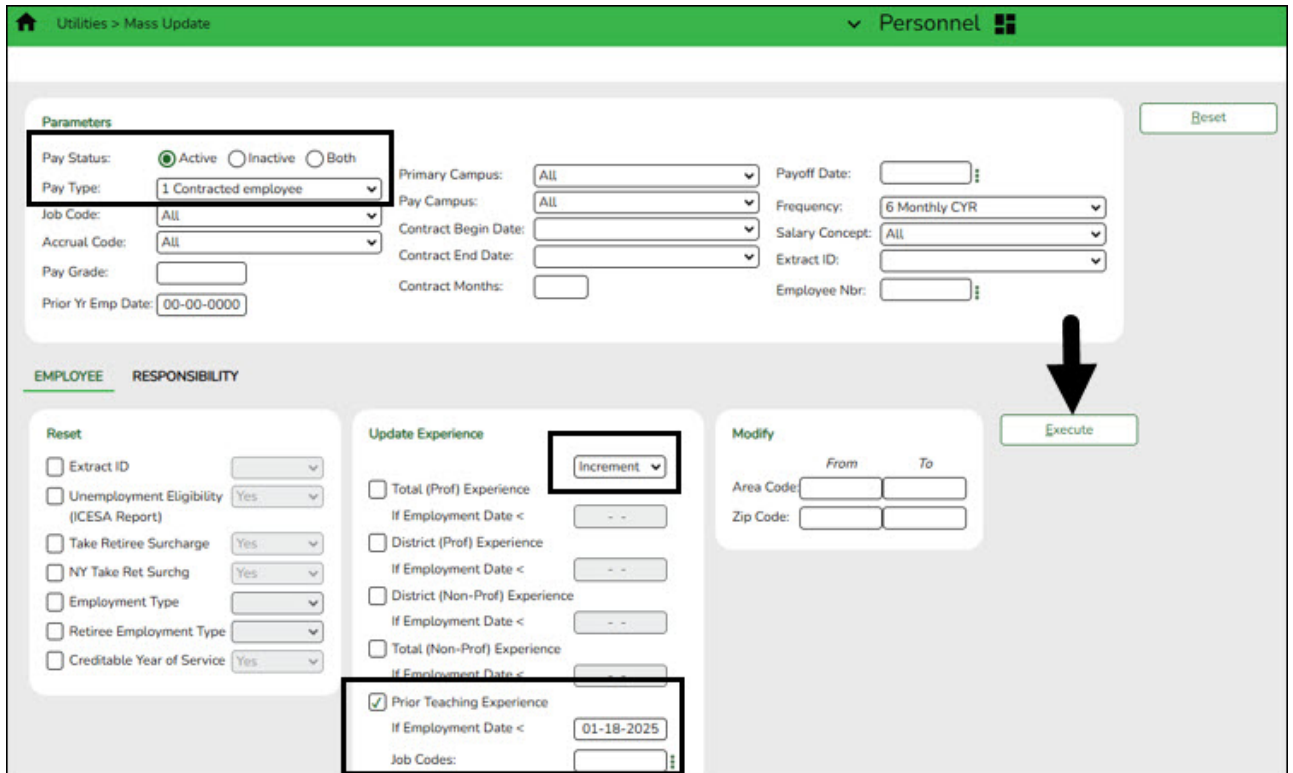 Utilities > Mass Update
Personnel
Parameters
Reset
Pay Status: Active Inactive Both
Pay Type: 1 Contracted employee
Job Code: All
Accrual Code: All
Pay Grade:
Prior Yr Emp Date: 00-00-0000
Primary Campus: All
Pay Campus: All
Contract Begin Date:
Contract End Date:
Contract Months:
Payoff Date:
Frequency: 6 Monthly CYR
Salary Concept: All
Extract ID:
Employee Nbr:
EMPLOYEE RESPONSIBILITY
Execute
Reset
Extract ID
Unemployment Eligibility Yes
(ICESA Report)
Take Retiree Surcharge Yes
NY Take Ret Surchg Yes
Employment Type
Retiree Employment Type
Creditable Year of Service Yes
Update Experience
Increment
Total (Prof) Experience
If Employment Date < - -
District (Prof) Experience
If Employment Date < - -
District (Non-Prof) Experience
If Employment Date < - -
Total (Non-Prof) Experience
If Employment Date < - -
Prior Teaching Experience
If Employment Date < 01-18-2025
Job Codes:
Modify
From To
Area Code:
Zip Code: